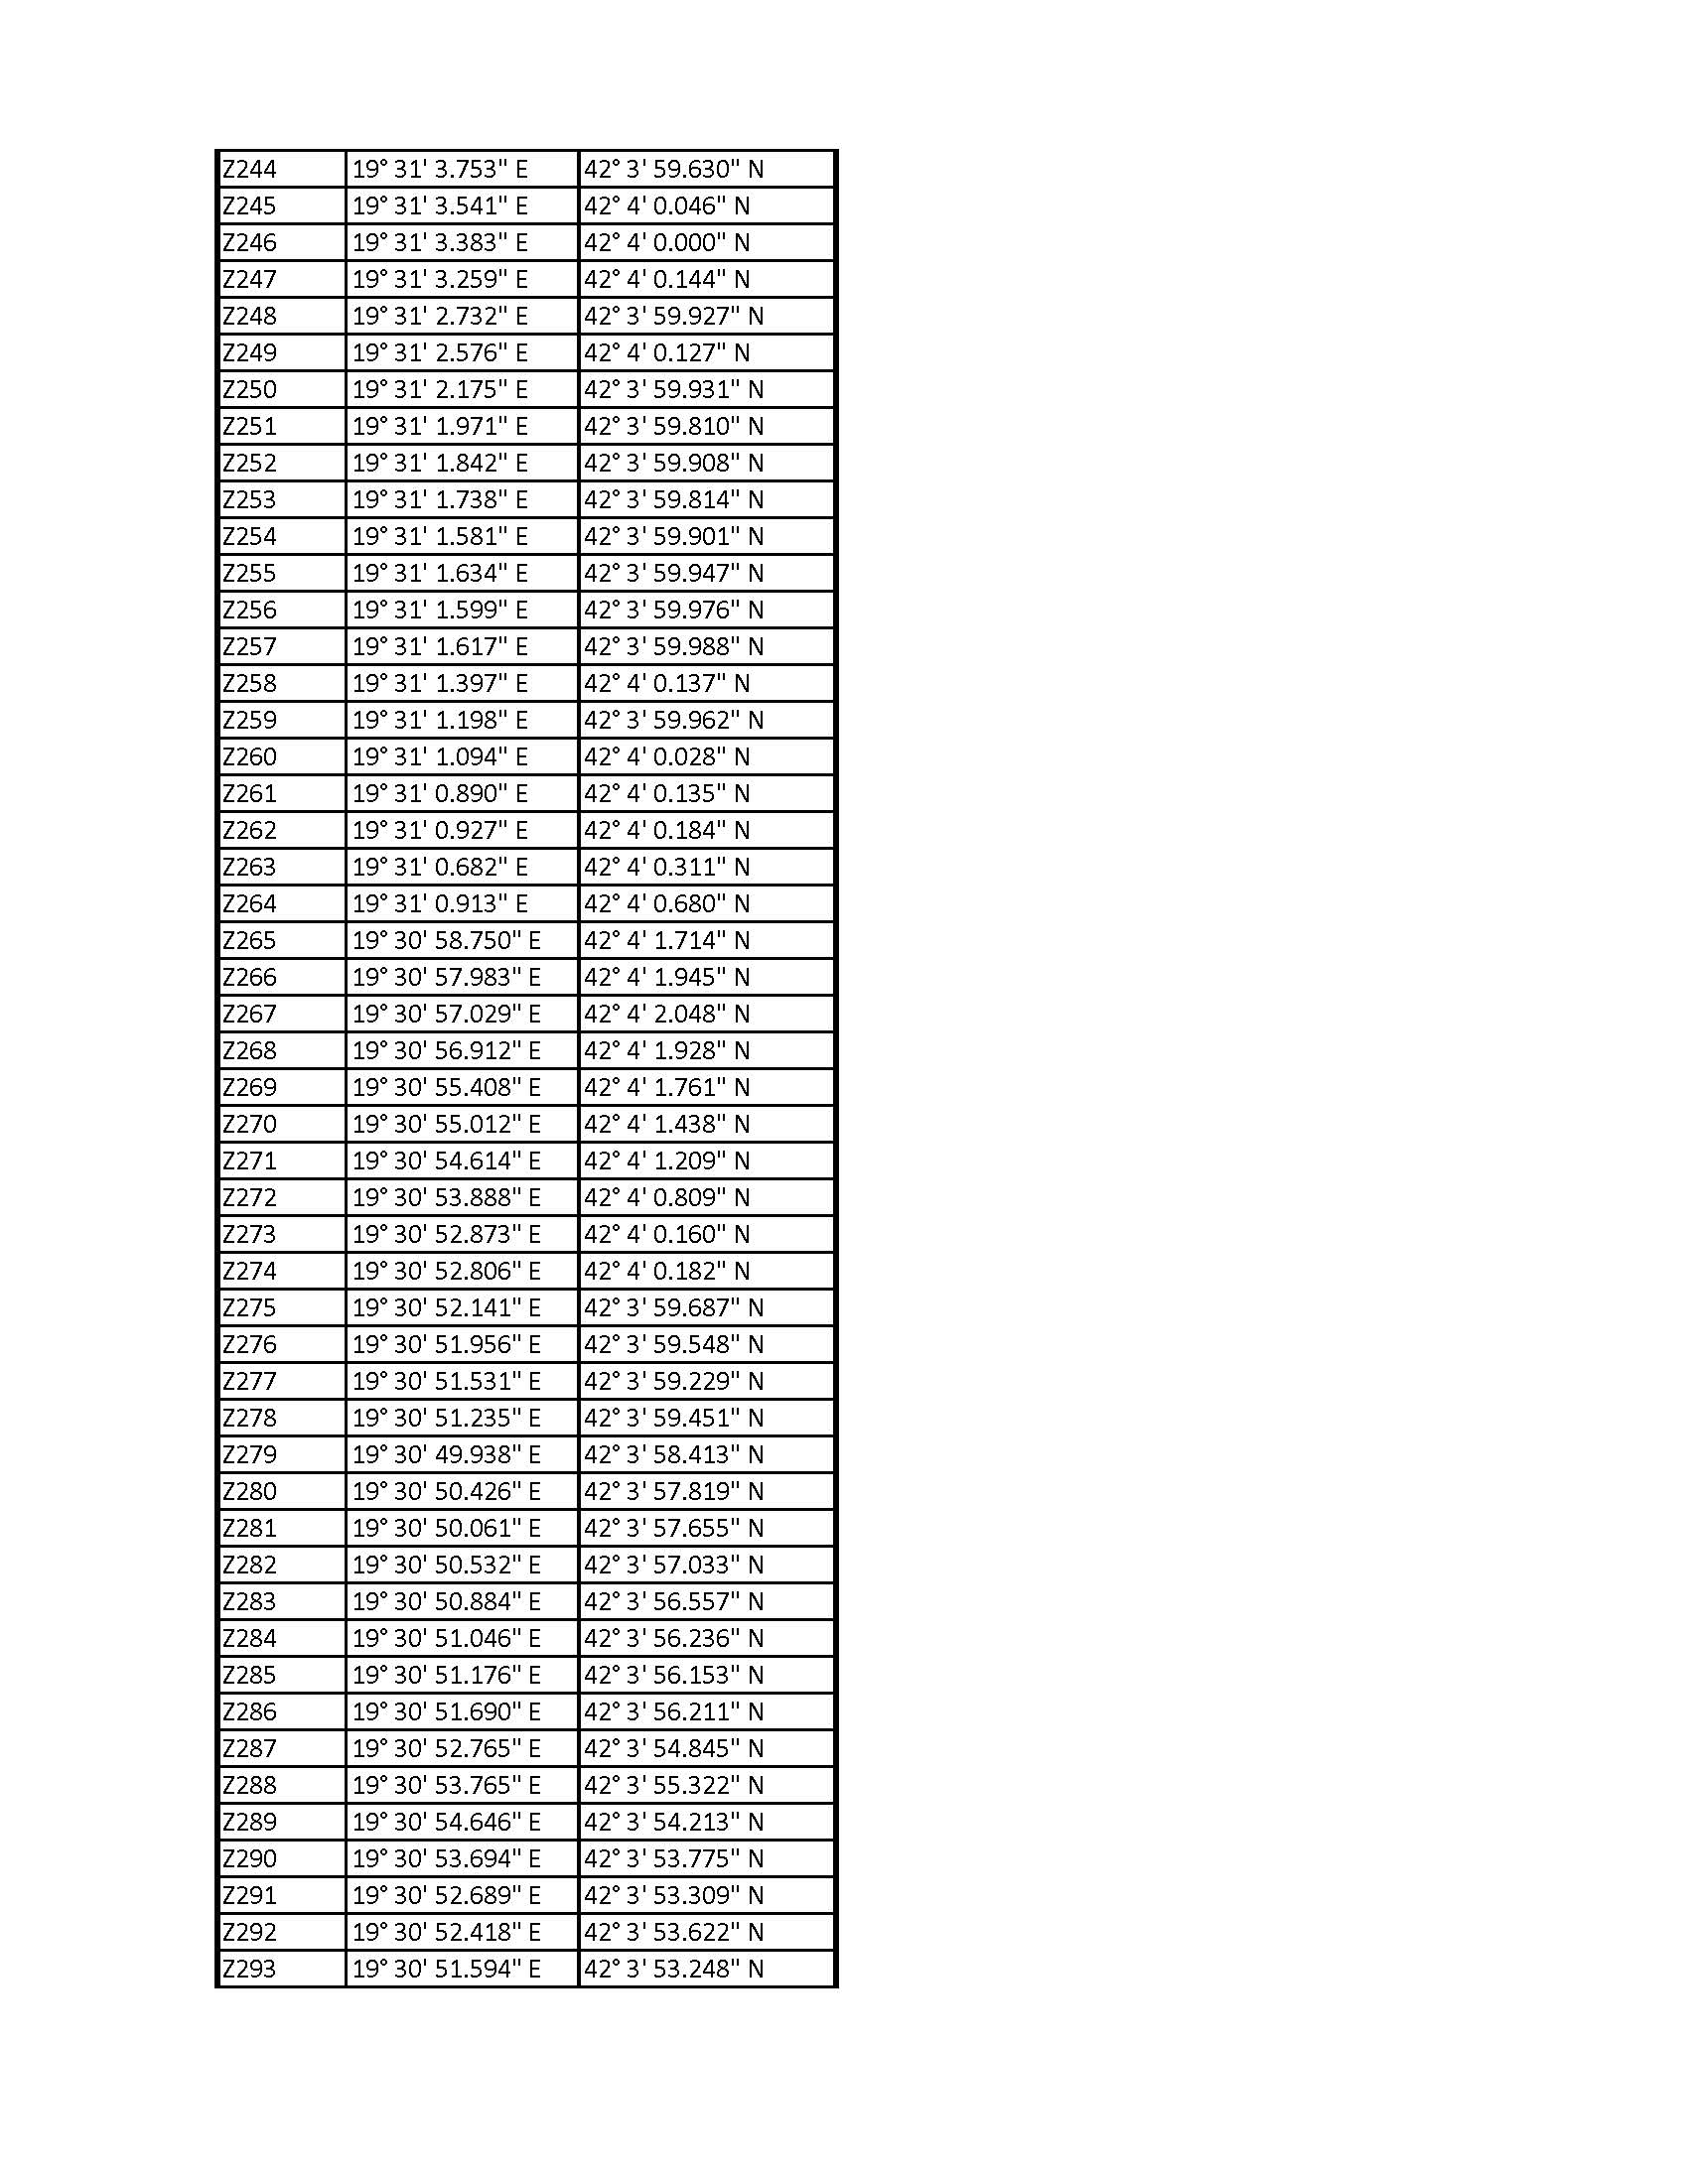 Z244 19° 31' 3.753" E 42° 3' 59.630" N
Z245 19° 31' 3.541" E 42° 4' 0.046" N
Z246 19° 31' 3.383" E 42° 4' 0.000" N
Z247 19° 31' 3.259" E 42° 4' 0.144" N
Z248 19° 31' 2.732" E 42° 3' 59.927" N
Z249 19° 31' 2.576" E 42° 4' 0.127" N
Z250 19° 31' 2.175" E 42° 3' 59.931" N
Z251 19° 31' 1.971" E 42° 3' 59.810" N
Z252 19° 31' 1.842" E 42° 3' 59.908" N
Z253 19° 31' 1.738" E 42° 3' 59.814" N
Z254 19° 31' 1.581" E 42° 3' 59.901" N
Z255 19° 31' 1.634" E 42° 3' 59.947" N
Z256 19° 31' 1.599" E 42° 3' 59.976" N
Z257 19° 31' 1.617" E 42° 3' 59.988" N
Z258 19° 31' 1.397" E 42° 4' 0.137" N
Z259 19° 31' 1.198" E 42° 3' 59.962" N
Z260 19° 31' 1.094" E 42° 4' 0.028" N
Z261 19° 31' 0.890" E 42° 4' 0.135" N
Z262 19° 31' 0.927" E 42° 4' 0.184" N
Z263 19° 31' 0.682" E 42° 4' 0.311" N
Z264 19° 31' 0.913" E 42° 4' 0.680" N
Z265 19° 30' 58.750" E 42° 4' 1.714" N
Z266 19° 30' 57.983" E 42° 4' 1.945" N
Z267 19° 30' 57.029" E 42° 4' 2.048" N
Z268 19° 30' 56.912" E 42° 4' 1.928" N
Z269 19° 30' 55.408" E 42° 4' 1.761" N
Z270 19° 30' 55.012" E 42° 4' 1.438" N
Z271 19° 30' 54.614" E 42° 4' 1.209" N
Z272 19° 30' 53.888" E 42° 4' 0.809" N
Z273 19° 30' 52.873" E 42° 4' 0.160" N
Z274 19° 30' 52.806" E 42° 4' 0.182" N
Z275 19° 30' 52.141" E 42° 3' 59.687" N
Z276 19° 30' 51.956" E 42° 3' 59.548" N
Z277 19° 30' 51.531" E 42° 3' 59.229" N
Z278 19° 30' 51.235" E 42° 3' 59.451" N
Z279 19° 30' 49.938" E 42° 3' 58.413" N
Z280 19° 30' 50.426" E 42° 3' 57.819" N
Z281 19° 30' 50.061" E 42° 3' 57.655" N
Z282 19° 30' 50.532" E 42° 3' 57.033" N
Z283 19° 30' 50.884" E 42° 3' 56.557" N
Z284 19° 30' 51.046" E 42° 3' 56.236" N
Z285 19° 30' 51.176" E 42° 3' 56.153" N
Z286 19° 30' 51.690" E 42° 3' 56.211" N
Z287 19° 30' 52.765" E 42° 3' 54.845" N
Z288 19° 30' 53.765" E 42° 3' 55.322" N
Z289 19° 30' 54.646" E 42° 3' 54.213" N
Z290 19° 30' 53.694" E 42° 3' 53.775" N
Z291 19° 30' 52.689" E 42° 3' 53.309" N
Z292 19° 30' 52.418" E 42° 3' 53.622" N
Z293 19° 30' 51.594" E 42° 3' 53.248" N